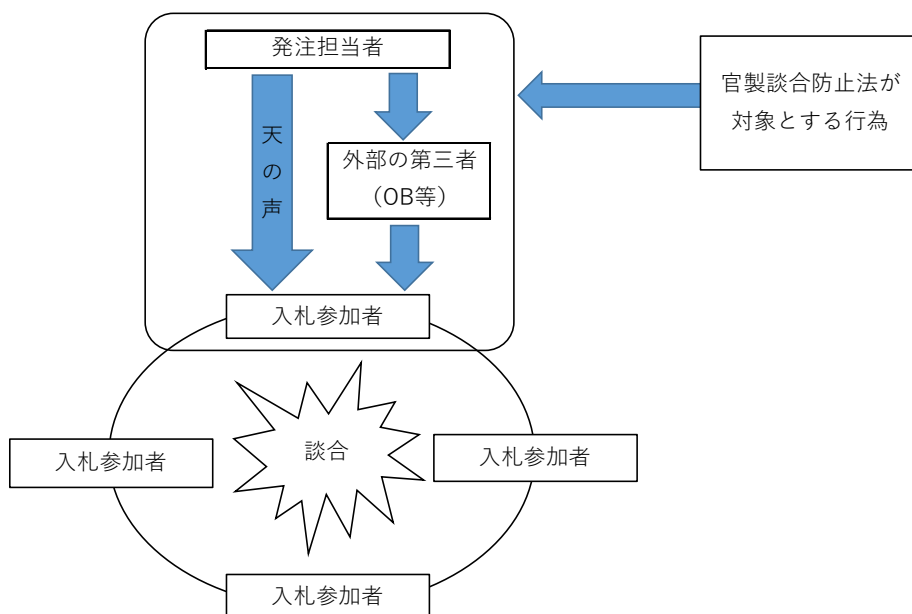 発注担当者
官製談合防止法が
対象とする行為
天の声
外部の第三者
（OB等）
入札参加者
談合
入札参加者
入札参加者
入札参加者